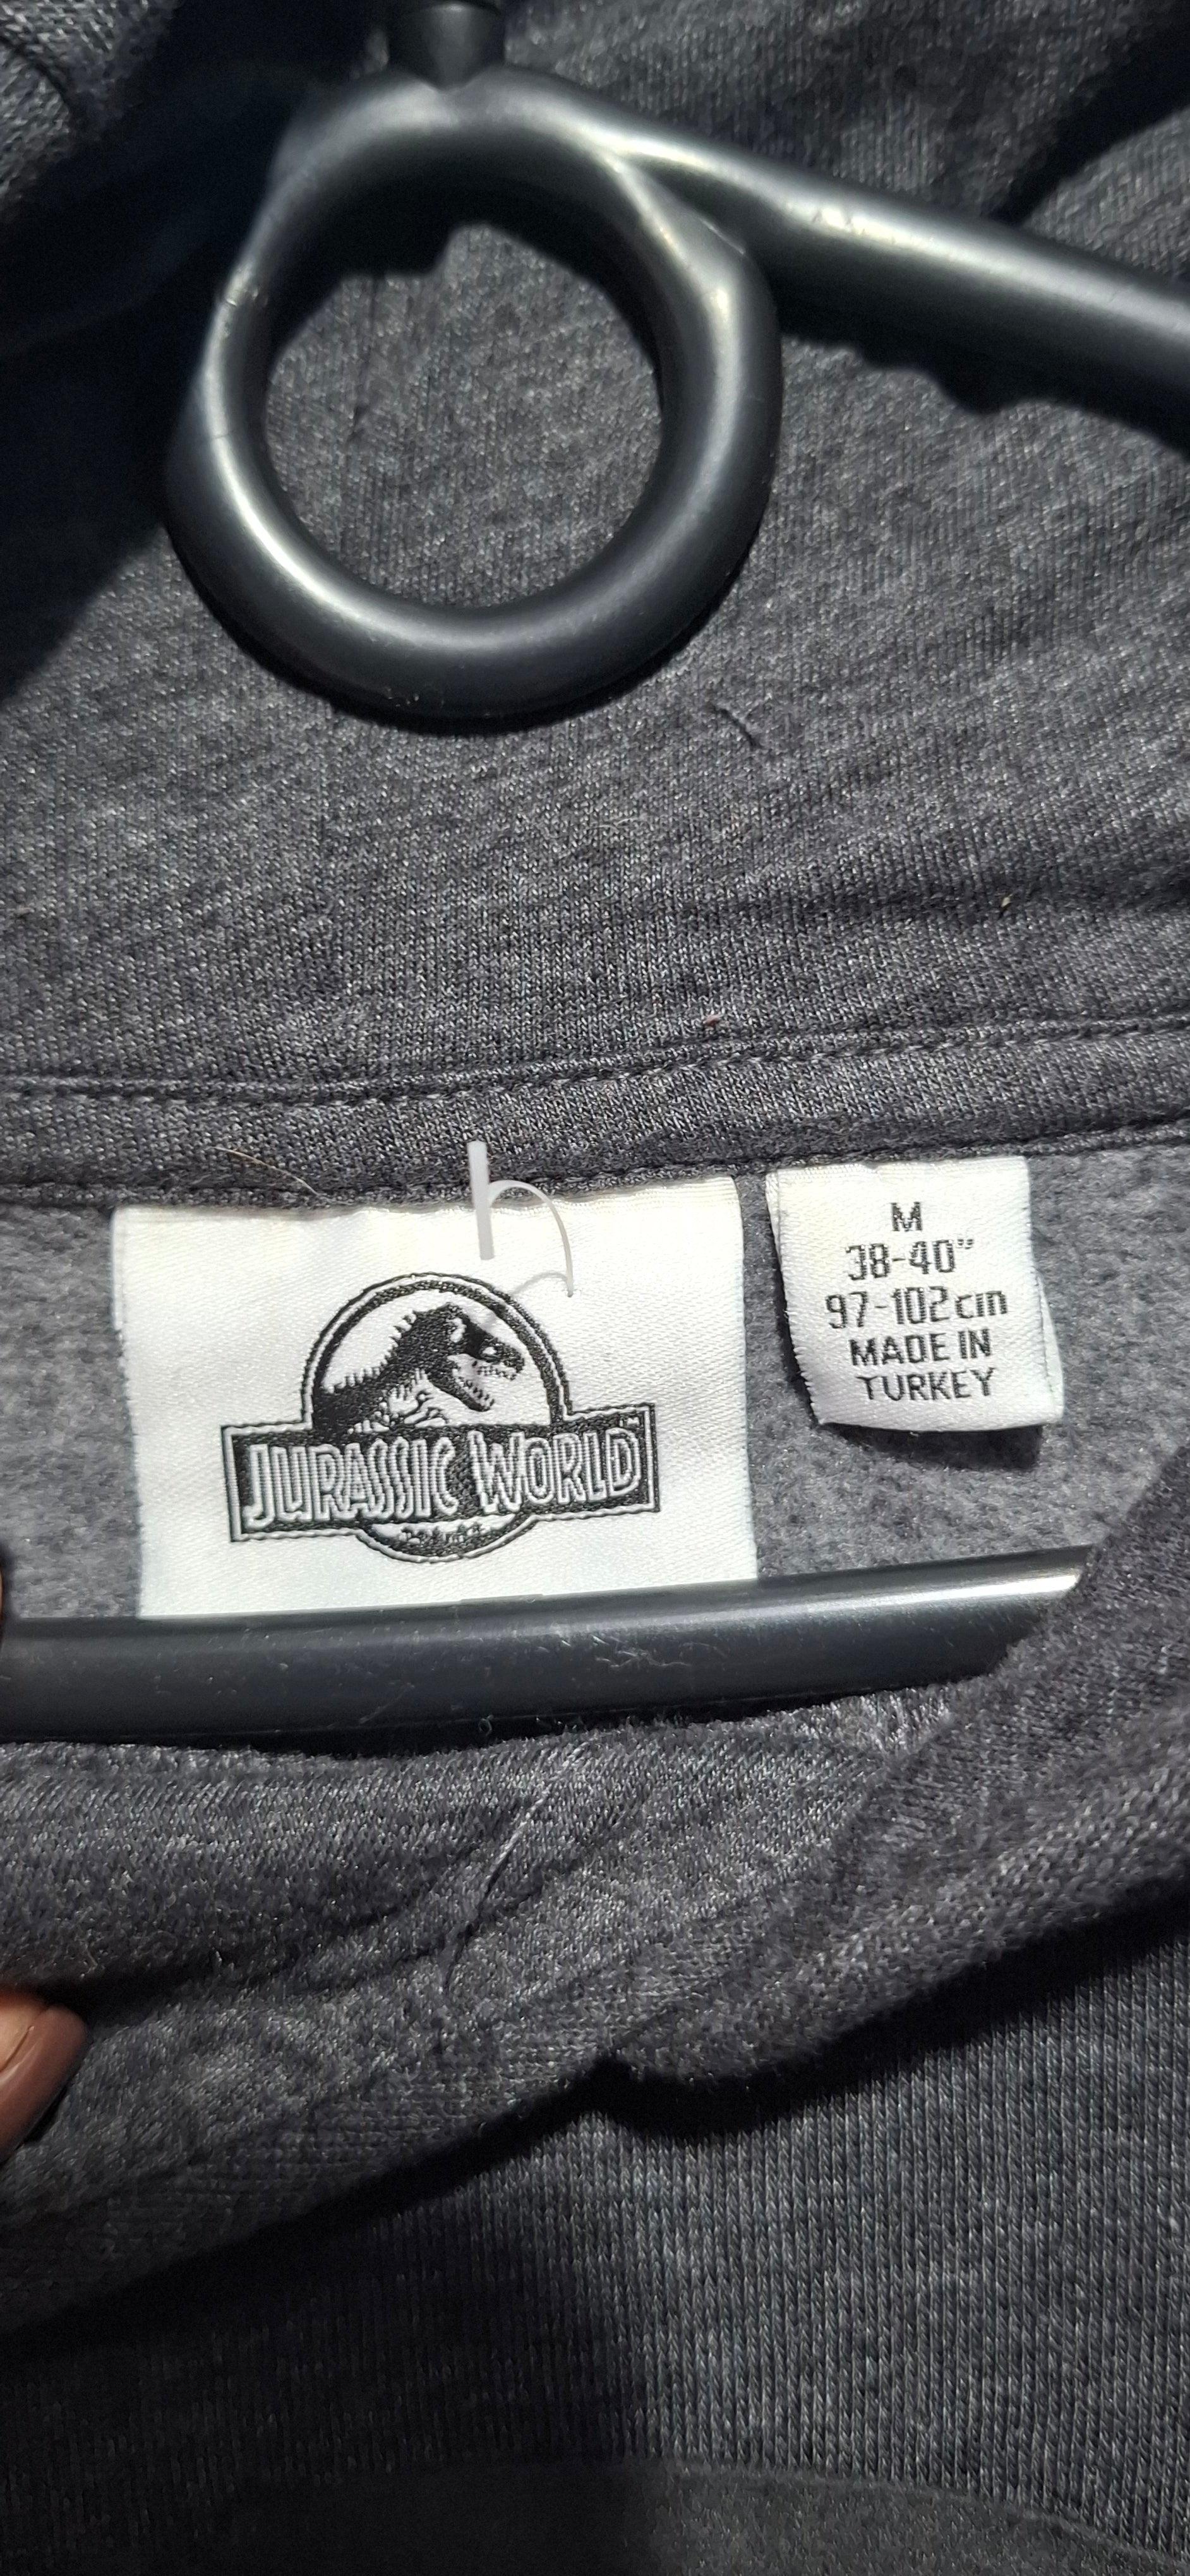 JURASSIC WORLD
M
38-40"
97-102cm
MADE IN
TURKEY